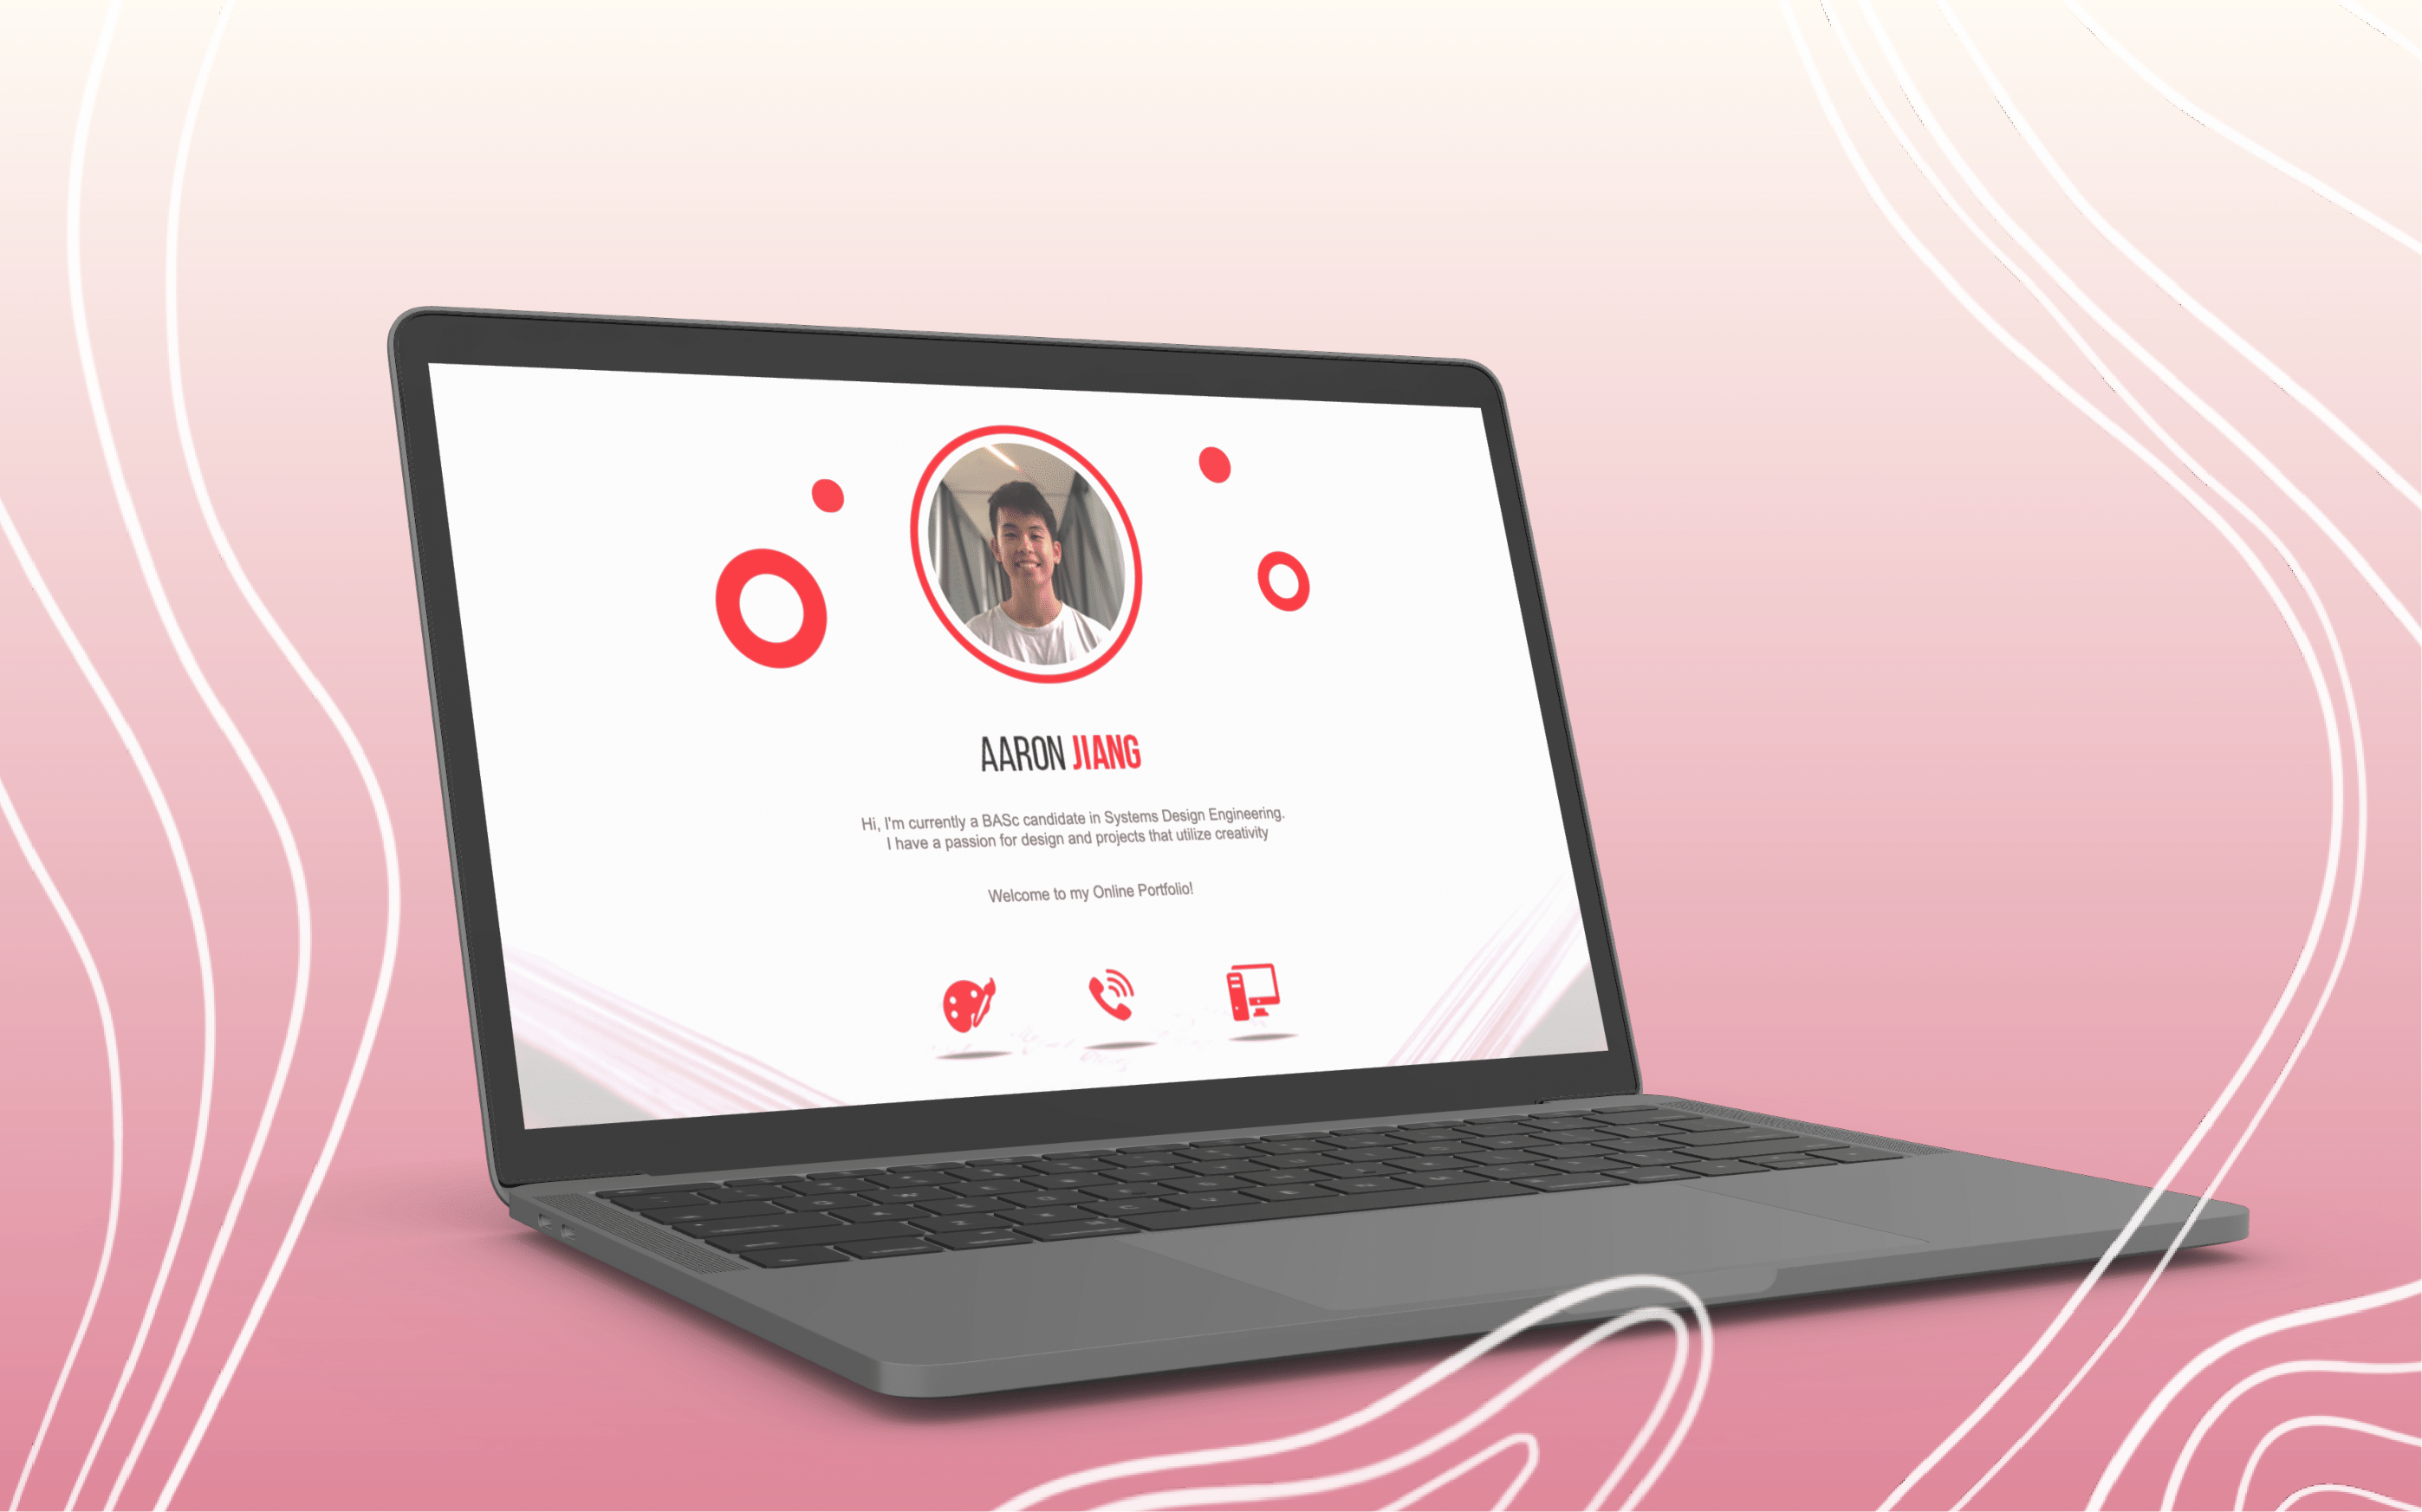 AARON JIANG
Hi, I'm currently a BASc candidate in Systems Design Engineering.
I have a passion for design and projects that utilize creativity
Welcome to my Online Portfolio!